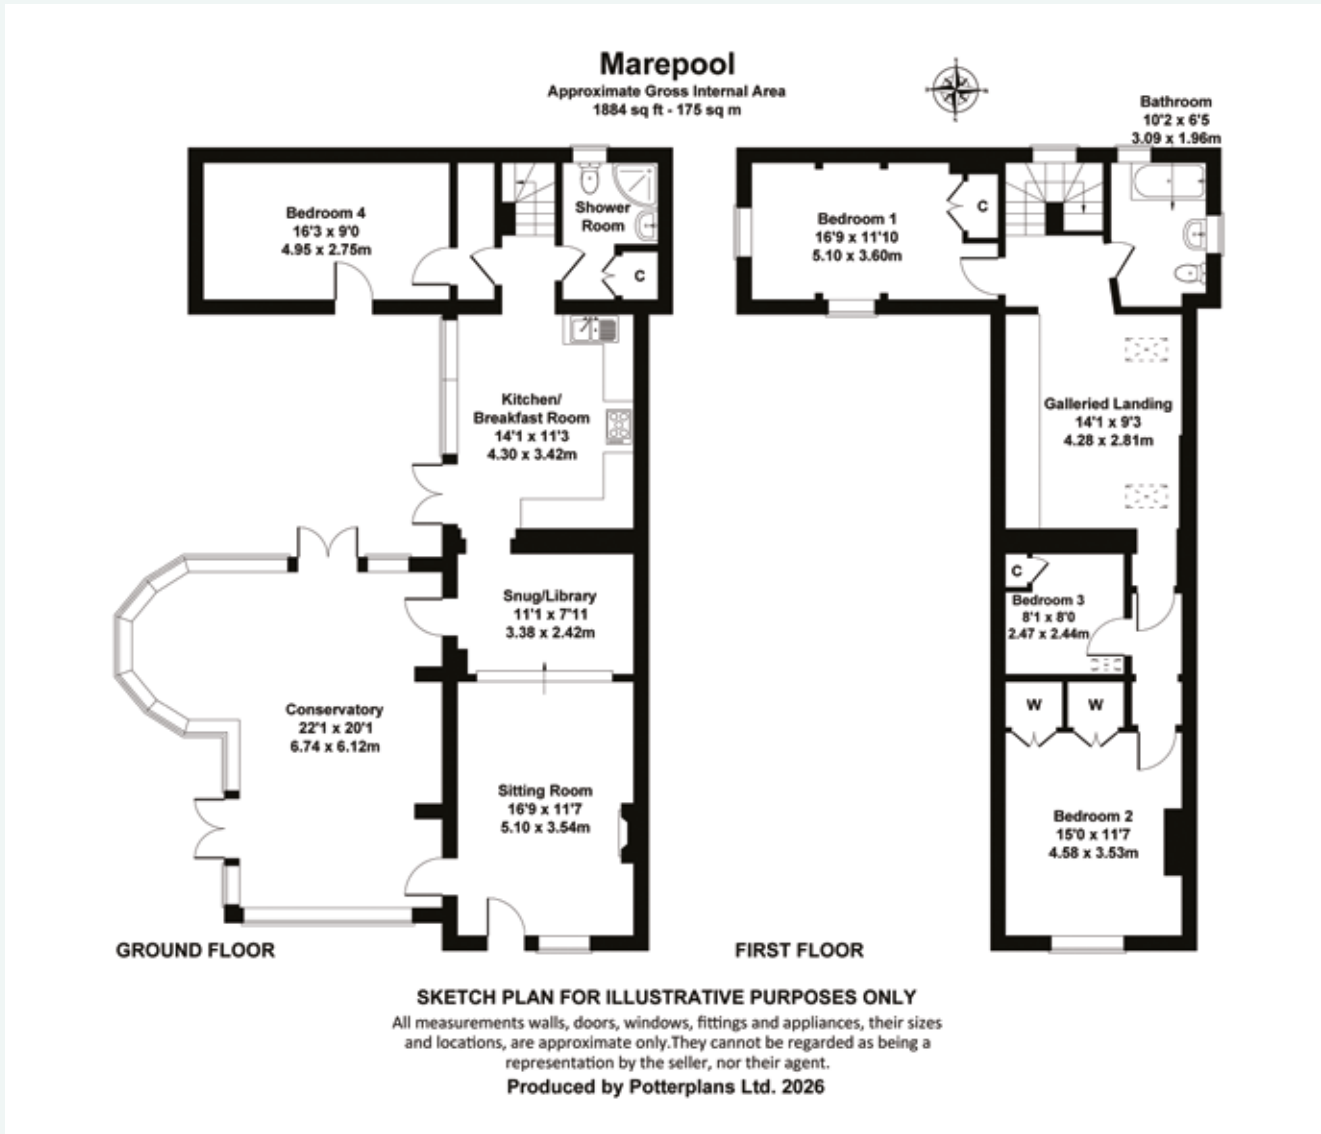 Marepool
Approximate Gross Internal Area
1884 sq ft - 175 sq m
Bathroom
10'2 x 6'5
3.09 x 1.96m
Bedroom 4
16'3 x 9'0
4.95 x 2.75m
Shower
Room
C
Kitchen/
Breakfast Room
14'1 x 11'3
4.30 x 3.42m
Snug/Library
11'1 x 7'11
3.38 x 2.42m
Conservatory
22'1 x 20'1
6.74 x 6.12m
Sitting Room
16'9 x 11'7
5.10 x 3.54m
GROUND FLOOR
Bedroom 1
16'9 x 11'10
5.10 x 3.60m
C
Galleried Landing
14'1 x 9'3
4.28 x 2.81m
C
Bedroom 3
8'1 x 8'0
2.47 x 2.44m
W
W
Bedroom 2
15'0 x 11'7
4.58 x 3.53m
FIRST FLOOR
SKETCH PLAN FOR ILLUSTRATIVE PURPOSES ONLY
All measurements walls, doors, windows, fittings and appliances, their sizes
and locations, are approximate only.They cannot be regarded as being a
representation by the seller, nor their agent.
Produced by Potterplans Ltd. 2026